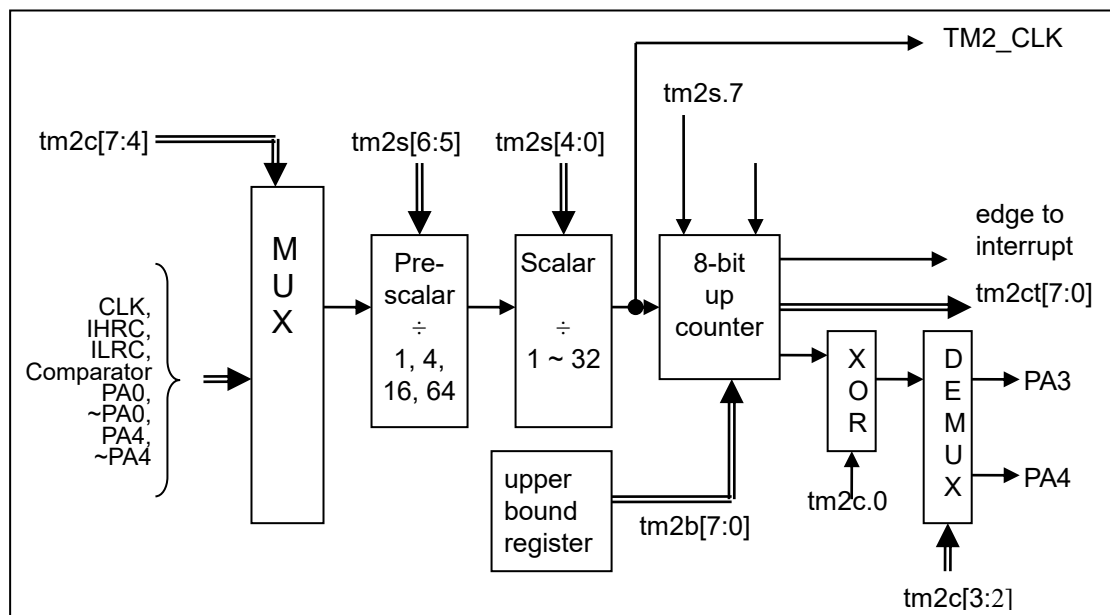 TM2_CLK
tm2s.7
tm2c[7:4]
tm2s[6:5]
tm2s[4:0]
M
U
X
Pre-
scalar
÷
1, 4,
16, 64
Scalar
÷
1 ~ 32
8-bit
up
counter
edge to
interrupt
tm2ct[7:0]
CLK,
IHRC,
ILRC,
Comparator
PA0,
~PA0,
PA4,
~PA4
X
O
R
D
E
M
U
X
PA3
PA4
upper
bound
register
tm2b[7:0]
tm2c.0
tm2c[3:2]